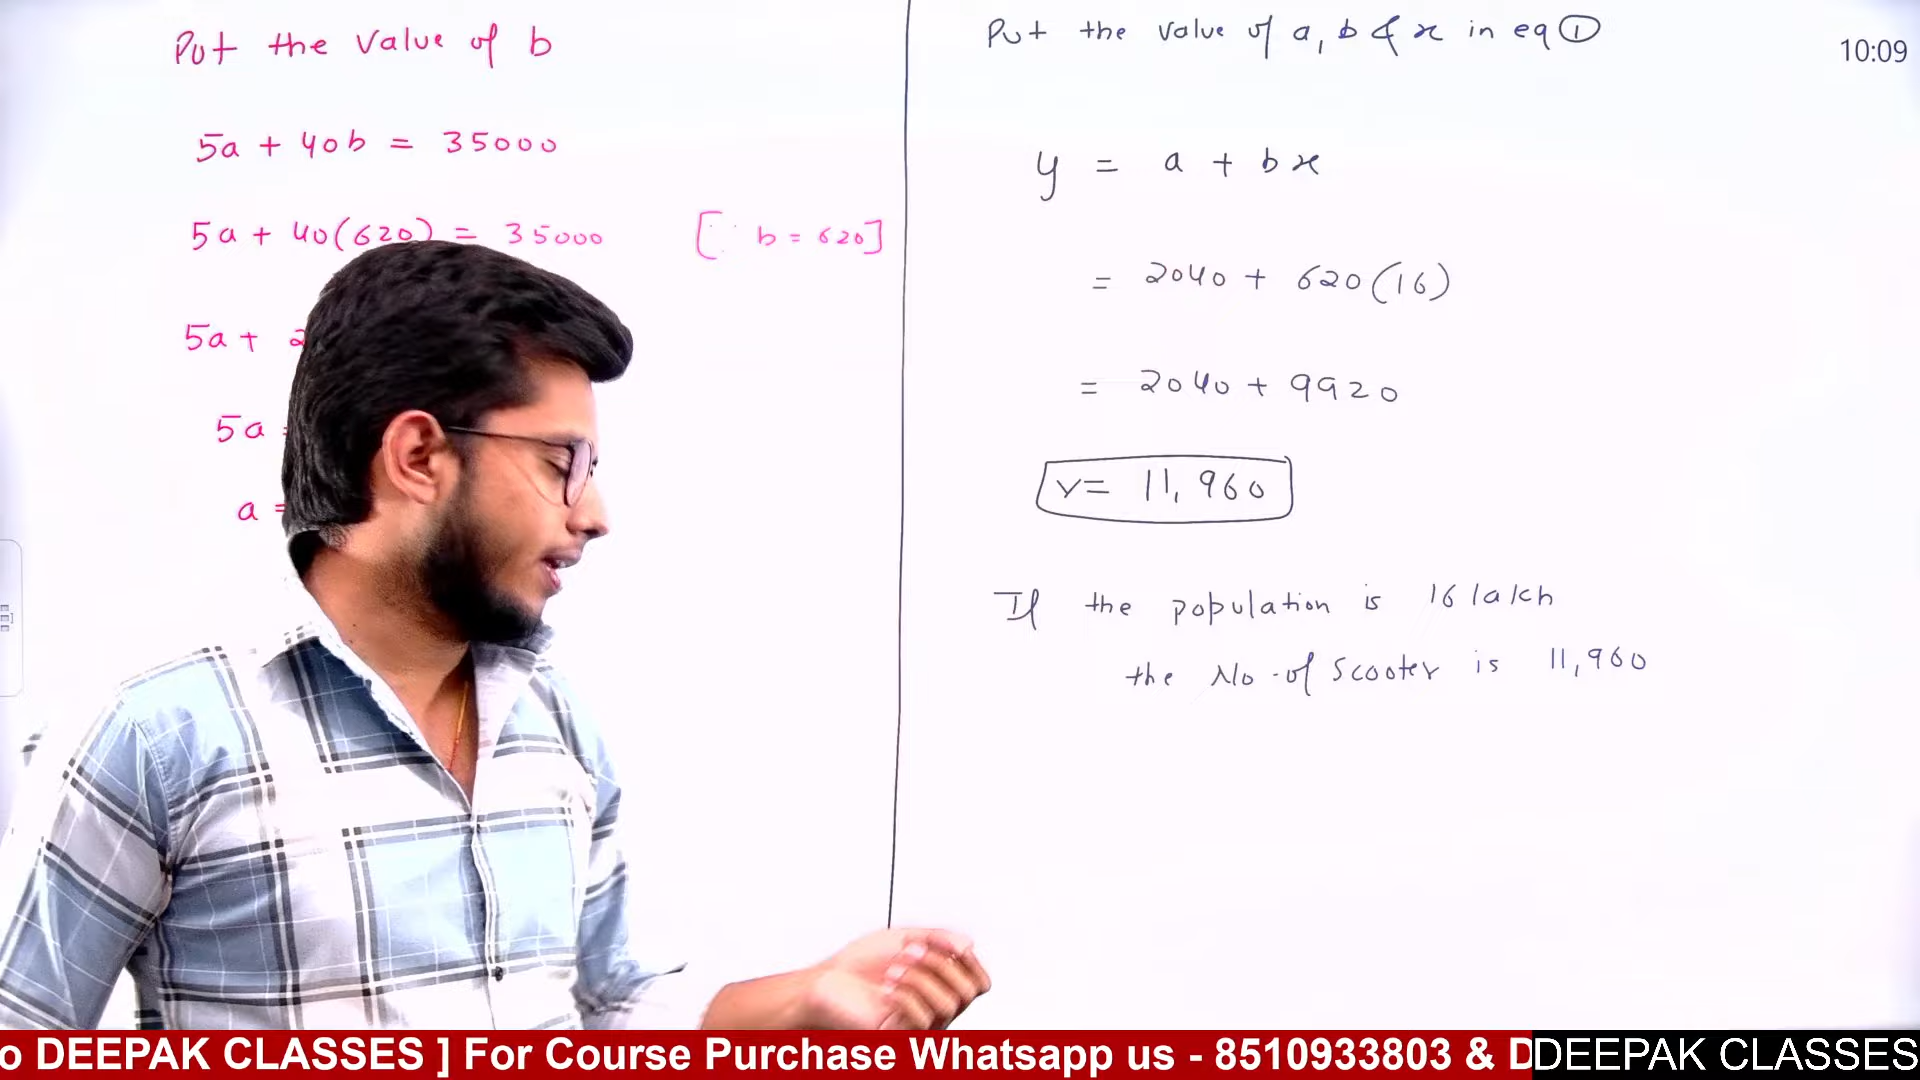 Put the value of b
5a + 40b = 35000
5a + 40(620) = 35000 [∵ b = 620]
5a + 2
5a =
a =
Put the value of a, b & x in eq ①
y = a + bx
= 2040 + 620(16)
= 2040 + 9920
y = 11,960
If the population is 16 lakh
the No. of Scooter is 11,960
10:09
o DEEPAK CLASSES ] For Course Purchase Whatsapp us - 8510933803 & D
DEEPAK CLASSES